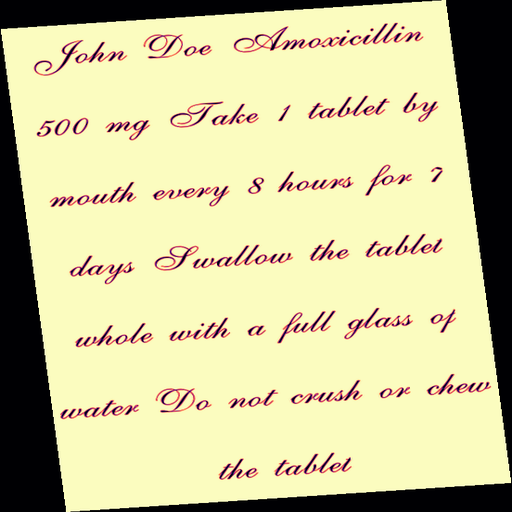 John Doe Amoxicillin
500 mg Take 1 tablet by
mouth every 8 hours for 7
days Swallow the tablet
whole with a full glass of
water Do not crush or chew
the tablet